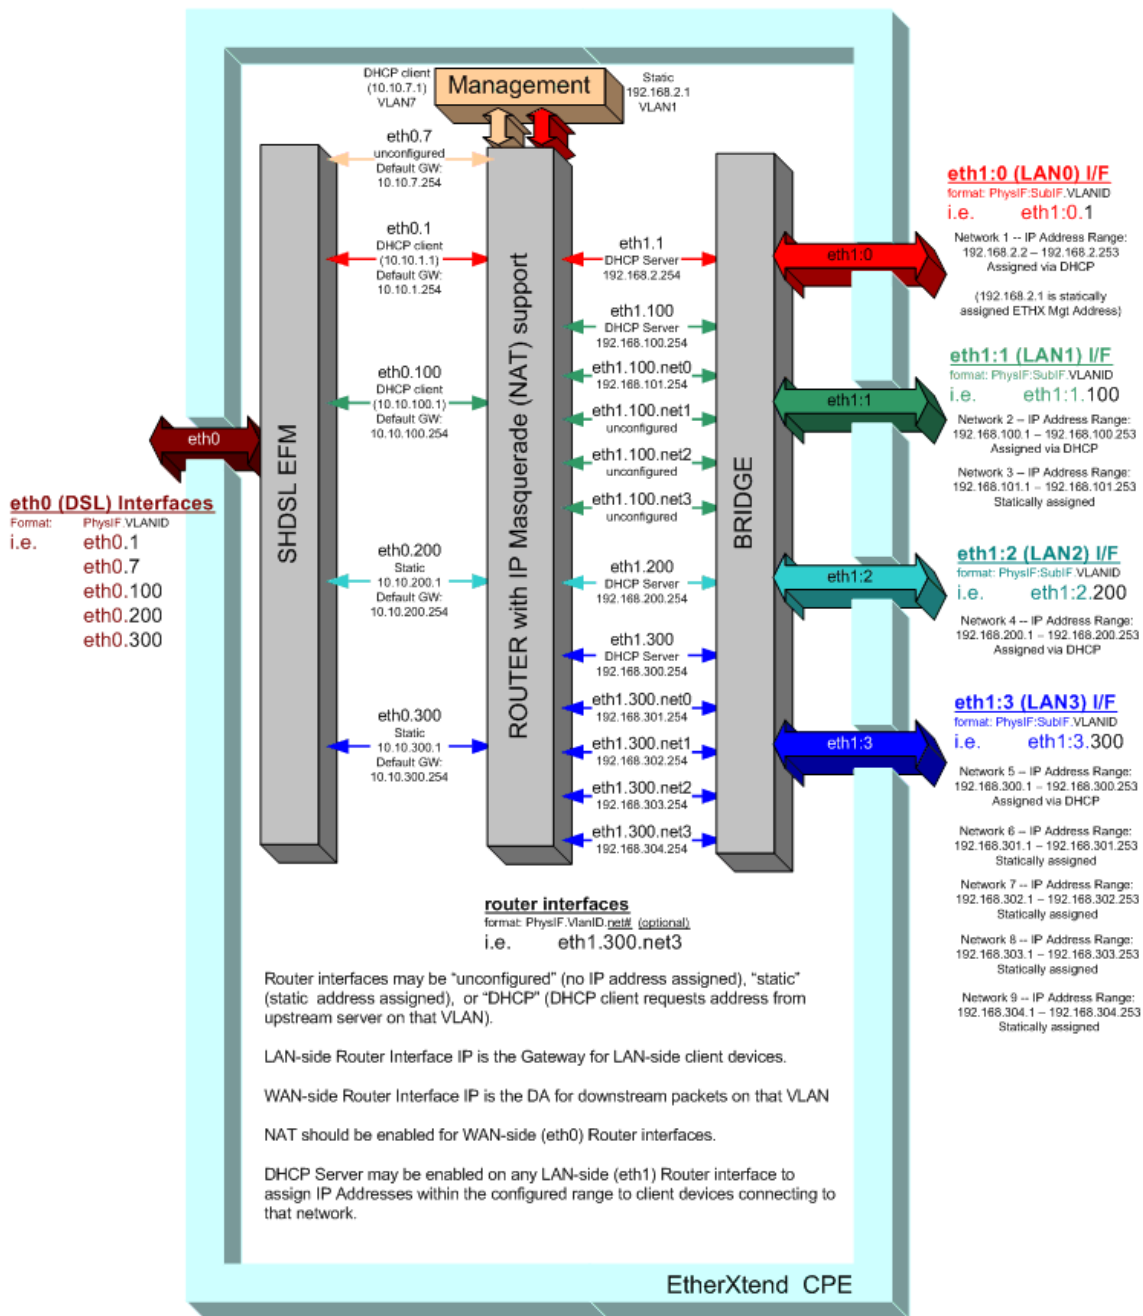 DHCP client
(10.10.7.1)
VLAN7
Management
Static
192.168.2.1
VLAN1
eth0.7
unconfigured
Default GW:
10.10.7.254
eth0.1
DHCP client
(10.10.1.1)
Default GW:
10.10.1.254
eth0.100
DHCP client
(10.10.100.1)
Default GW:
10.10.100.254
eth0.200
Static
10.10.200.1
Default GW:
10.10.200.254
eth0.300
Static
10.10.300.1
Default GW:
10.10.300.254
SHDSL EFM
ROUTER with IP Masquerade (NAT) support
BRIDGE
eth1.1
DHCP Server
192.168.2.254
eth1.100
DHCP Server
192.168.100.254
eth1.100.net0
192.168.101.254
eth1.100.net1
unconfigured
eth1.100.net2
unconfigured
eth1.100.net3
unconfigured
eth1.200
DHCP Server
192.168.200.254
eth1.300
DHCP Server
192.168.300.254
eth1.300.net0
192.168.301.254
eth1.300.net1
192.168.302.254
eth1.300.net2
192.168.303.254
eth1.300.net3
192.168.304.254
eth0
eth0 (DSL) Interfaces
Format: PhysIF.VLANID
i.e. eth0.1
eth0.7
eth0.100
eth0.200
eth0.300
eth1:0
eth1:1
eth1:2
eth1:3
eth1:0 (LAN0) I/F
format: PhysIF:SubIF.VLANID
i.e. eth1:0.1
Network 1 -- IP Address Range:
192.168.2.2 – 192.168.2.253
Assigned via DHCP
(192.168.2.1 is statically
assigned ETHX Mgt Address)
eth1:1 (LAN1) I/F
format: PhysIF:SubIF.VLANID
i.e. eth1:1.100
Network 2 -- IP Address Range:
192.168.100.1 – 192.168.100.253
Assigned via DHCP
Network 3 -- IP Address Range:
192.168.101.1 – 192.168.101.253
Statically assigned
eth1:2 (LAN2) I/F
format: PhysIF:SubIF.VLANID
i.e. eth1:2.200
Network 4 -- IP Address Range:
192.168.200.1 – 192.168.200.253
Assigned via DHCP
eth1:3 (LAN3) I/F
format: PhysIF:SubIF.VLANID
i.e. eth1:3.300
Network 5 -- IP Address Range:
192.168.300.1 – 192.168.300.253
Assigned via DHCP
Network 6 -- IP Address Range:
192.168.301.1 – 192.168.301.253
Statically assigned
Network 7 -- IP Address Range:
192.168.302.1 – 192.168.302.253
Statically assigned
Network 8 -- IP Address Range:
192.168.303.1 – 192.168.303.253
Statically assigned
Network 9 -- IP Address Range:
192.168.304.1 – 192.168.304.253
Statically assigned
router interfaces
format: PhysIF.VlanID.net# (optional)
i.e. eth1.300.net3
Router interfaces may be “unconfigured” (no IP address assigned), “static”
(static address assigned), or “DHCP” (DHCP client requests address from
upstream server on that VLAN).
LAN-side Router Interface IP is the Gateway for LAN-side client devices.
WAN-side Router Interface IP is the DA for downstream packets on that VLAN
NAT should be enabled for WAN-side (eth0) Router interfaces.
DHCP Server may be enabled on any LAN-side (eth1) Router interface to
assign IP Addresses within the configured range to client devices connecting to
that network.
EtherXtend CPE